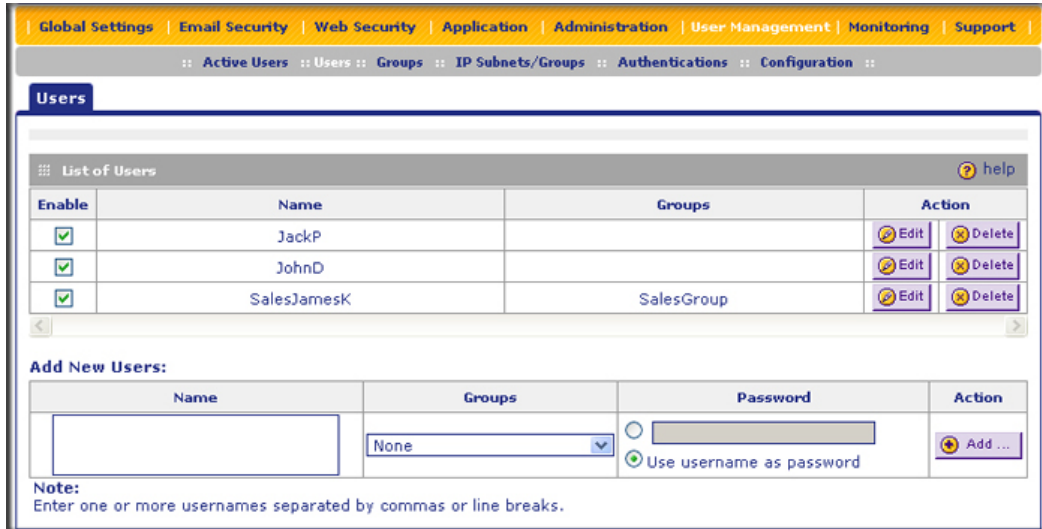 Global Settings | Email Security | Web Security | Application | Administration | User Management | Monitoring | Support |
:: Active Users :: Users :: Groups :: IP Subnets/Groups :: Authentications :: Configuration ::
Users
List of Users ? help
Enable Name Groups Action
JackP Edit Delete
JohnD Edit Delete
SalesJamesK SalesGroup Edit Delete
Add New Users:
Name Groups Password Action
None
Use username as password
Add ...
Note:
Enter one or more usernames separated by commas or line breaks.